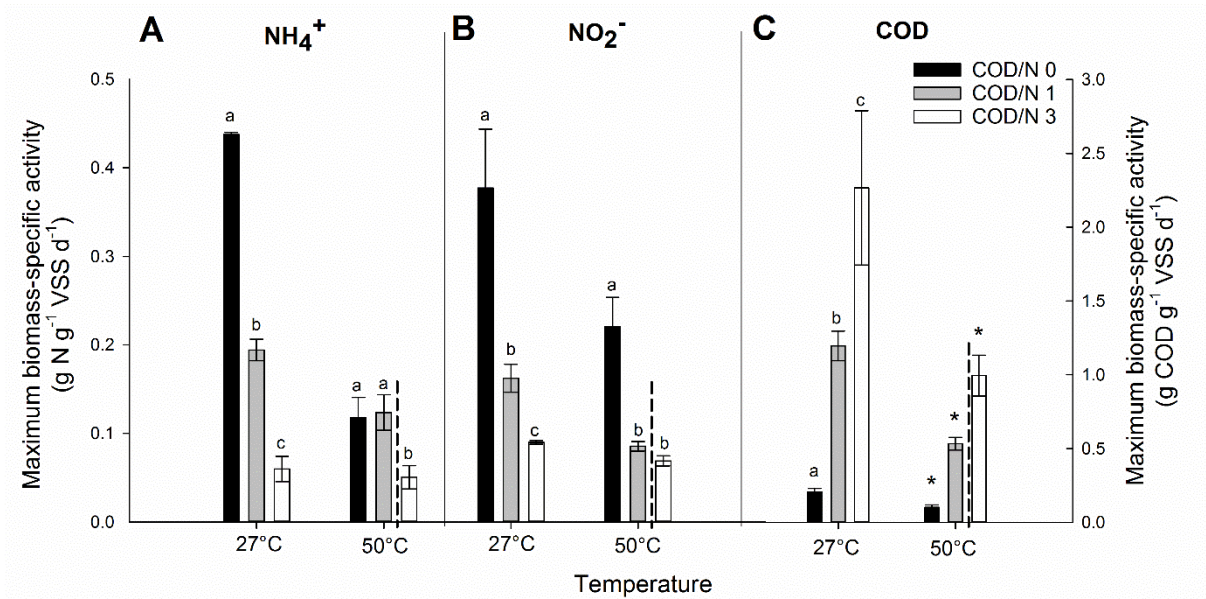 A
NH₄⁺
B
NO₂⁻
C
COD
COD/N 0
COD/N 1
COD/N 3
Maximum biomass-specific activity
(g N g⁻¹ VSS d⁻¹)
0.5
0.4
0.3
0.2
0.1
0.0
a
b
c
a
a
b
a
b
c
a
b
b
a
b
c
*
*
*
3.0
2.5
2.0
1.5
1.0
0.5
0.0
Maximum biomass-specific activity
(g COD g⁻¹ VSS d⁻¹)
27°C
50°C
27°C
50°C
27°C
50°C
Temperature